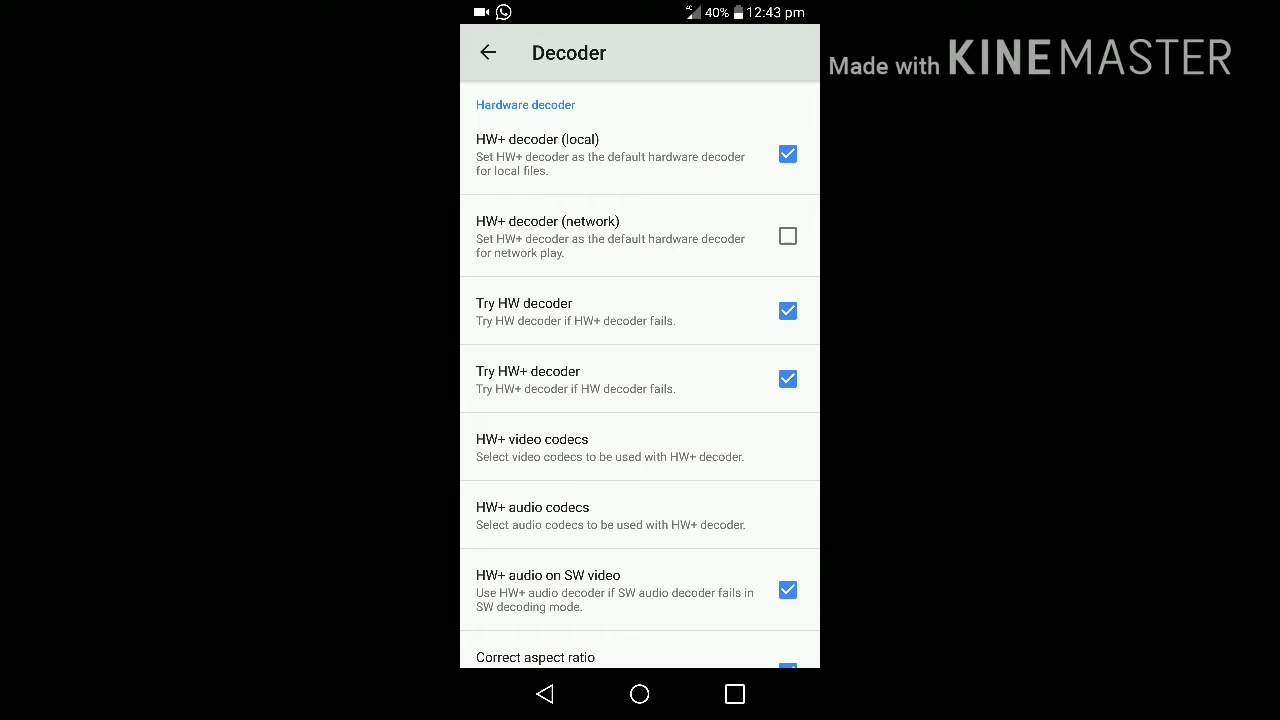 4G 40% 12:43 pm
Decoder
Made with KINEMASTER
Hardware decoder
HW+ decoder (local)
Set HW+ decoder as the default hardware decoder
for local files.
HW+ decoder (network)
Set HW+ decoder as the default hardware decoder
for network play.
Try HW decoder
Try HW decoder if HW+ decoder fails.
Try HW+ decoder
Try HW+ decoder if HW decoder fails.
HW+ video codecs
Select video codecs to be used with HW+ decoder.
HW+ audio codecs
Select audio codecs to be used with HW+ decoder.
HW+ audio on SW video
Use HW+ audio decoder if SW audio decoder fails in
SW decoding mode.
Correct aspect ratio